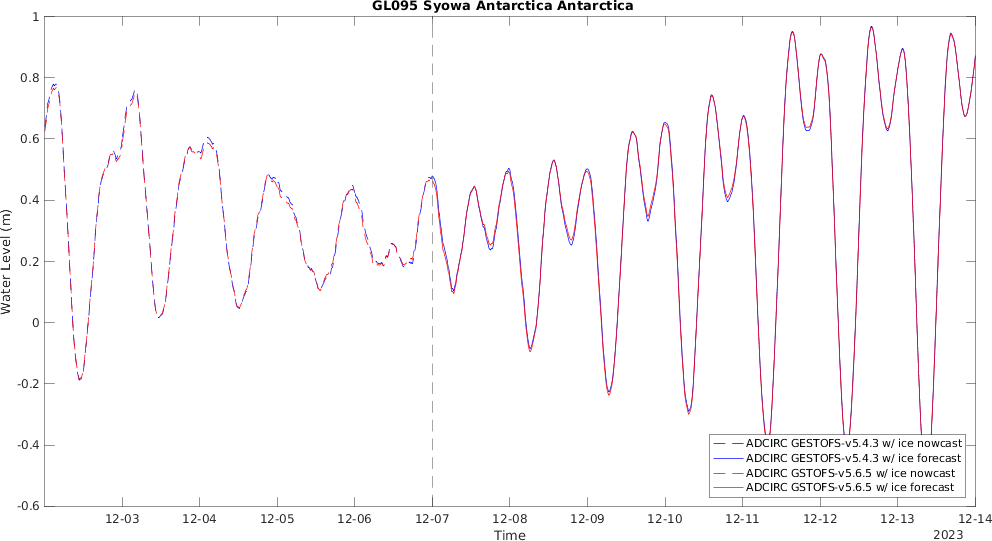 GL095 Syowa Antarctica Antarctica
1
0.8
0.6
0.4
0.2
0
-0.2
-0.4
-0.6
Water Level (m)
ADCIRC GESTOFS-v5.4.3 w/ ice nowcast
ADCIRC GESTOFS-v5.4.3 w/ ice forecast
ADCIRC GSTOFS-v5.6.5 w/ ice nowcast
ADCIRC GSTOFS-v5.6.5 w/ ice forecast
12-03 12-04 12-05 12-06 12-07 12-08 12-09 12-10 12-11 12-12 12-13 12-14
Time
2023